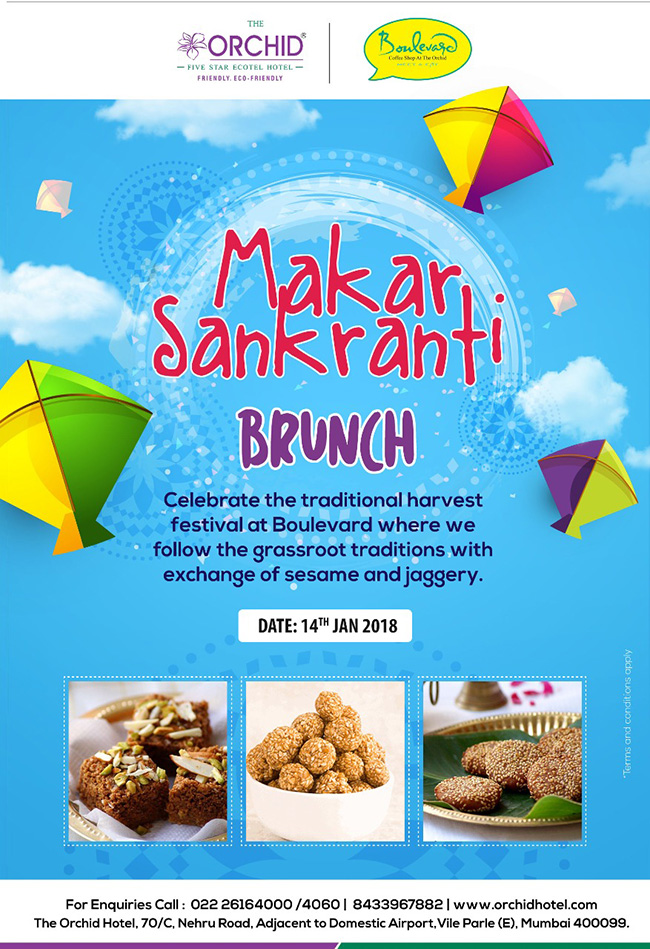 THE
ORCHID®
FIVE STAR ECOTEL HOTEL
FRIENDLY. ECO-FRIENDLY
Boulevard
Coffee Shop At The Orchid
Makar
Sankranti
BRUNCH
Celebrate the traditional harvest
festival at Boulevard where we
follow the grassroot traditions with
exchange of sesame and jaggery.
DATE: 14TH JAN 2018
*Terms and conditions apply
For Enquiries Call : 022 26164000 /4060 | 8433967882 | www.orchidhotel.com
The Orchid Hotel, 70/C, Nehru Road, Adjacent to Domestic Airport,Vile Parle (E), Mumbai 400099.